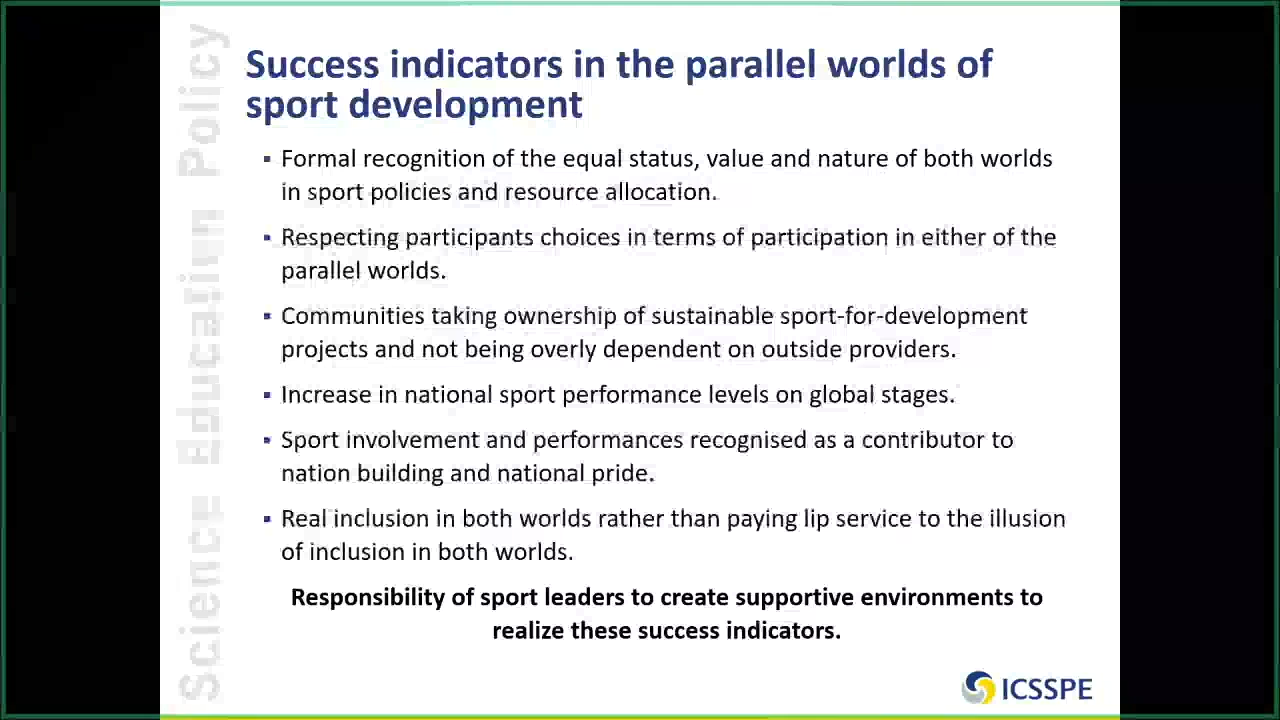 Success indicators in the parallel worlds of
sport development
▪ Formal recognition of the equal status, value and nature of both worlds
in sport policies and resource allocation.
▪ Respecting participants choices in terms of participation in either of the
parallel worlds.
▪ Communities taking ownership of sustainable sport-for-development
projects and not being overly dependent on outside providers.
▪ Increase in national sport performance levels on global stages.
▪ Sport involvement and performances recognised as a contributor to
nation building and national pride.
▪ Real inclusion in both worlds rather than paying lip service to the illusion
of inclusion in both worlds.
Responsibility of sport leaders to create supportive environments to
realize these success indicators.
Science Education Policy
ICSSPE